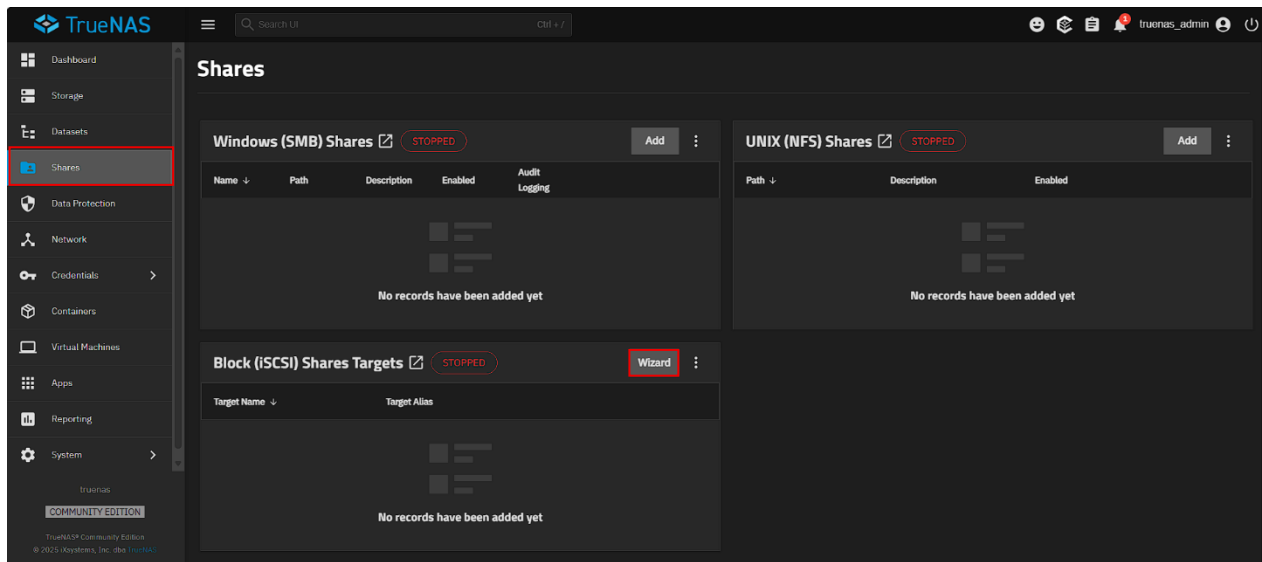 TrueNAS
Search UI
Ctrl + /
1
truenas_admin
Dashboard
Storage
Datasets
Shares
Data Protection
Network
Credentials
Containers
Virtual Machines
Apps
Reporting
System
truenas
COMMUNITY EDITION
TrueNAS® Community Edition
© 2025 iXsystems, Inc. dba TrueNAS
Shares
Windows (SMB) Shares STOPPED Add
Name Path Description Enabled Audit Logging
No records have been added yet
UNIX (NFS) Shares STOPPED Add
Path Description Enabled
No records have been added yet
Block (iSCSI) Shares Targets STOPPED Wizard
Target Name Target Alias
No records have been added yet